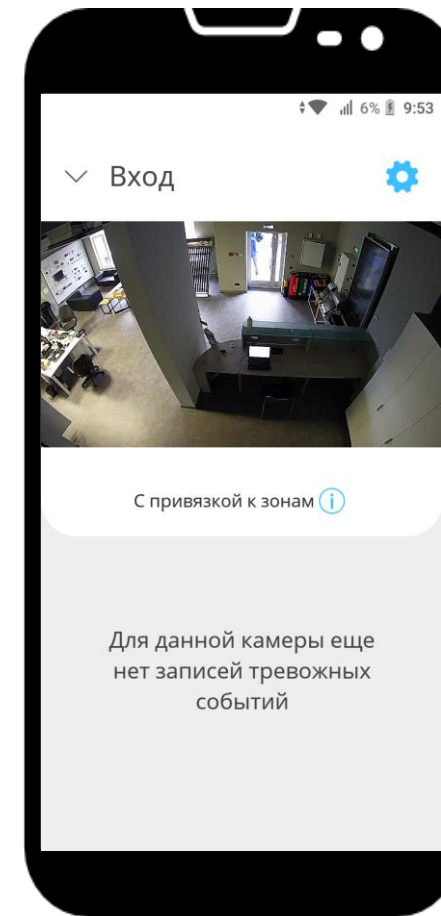 6% 9:53
Вход
С привязкой к зонам
Для данной камеры еще
нет записей тревожных
событий